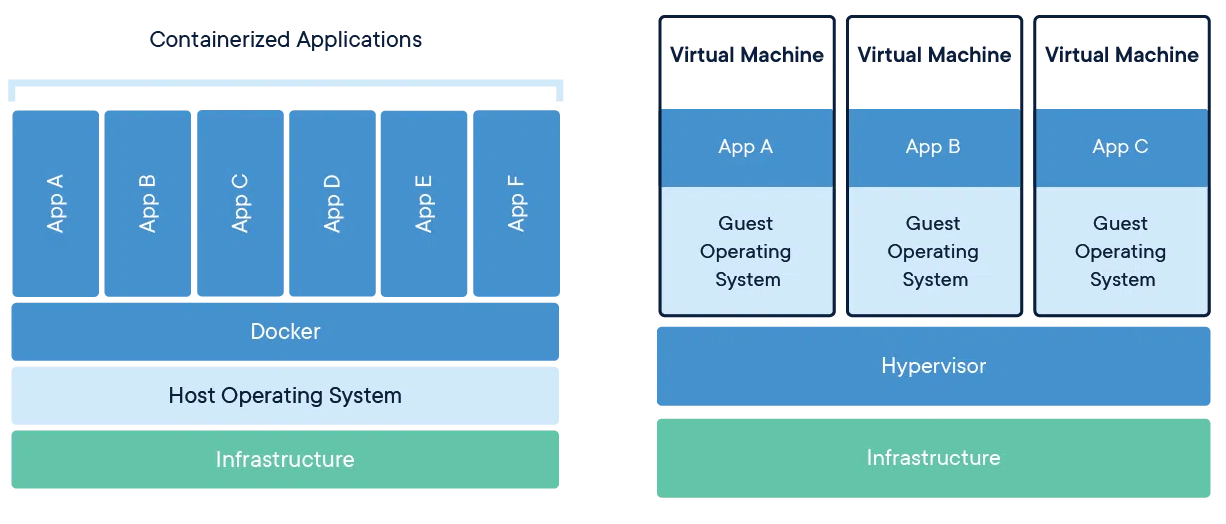 Containerized Applications
App A
App B
App C
App D
App E
App F
Docker
Host Operating System
Infrastructure
Virtual Machine
App A
Guest
Operating
System
Virtual Machine
App B
Guest
Operating
System
Virtual Machine
App C
Guest
Operating
System
Hypervisor
Infrastructure